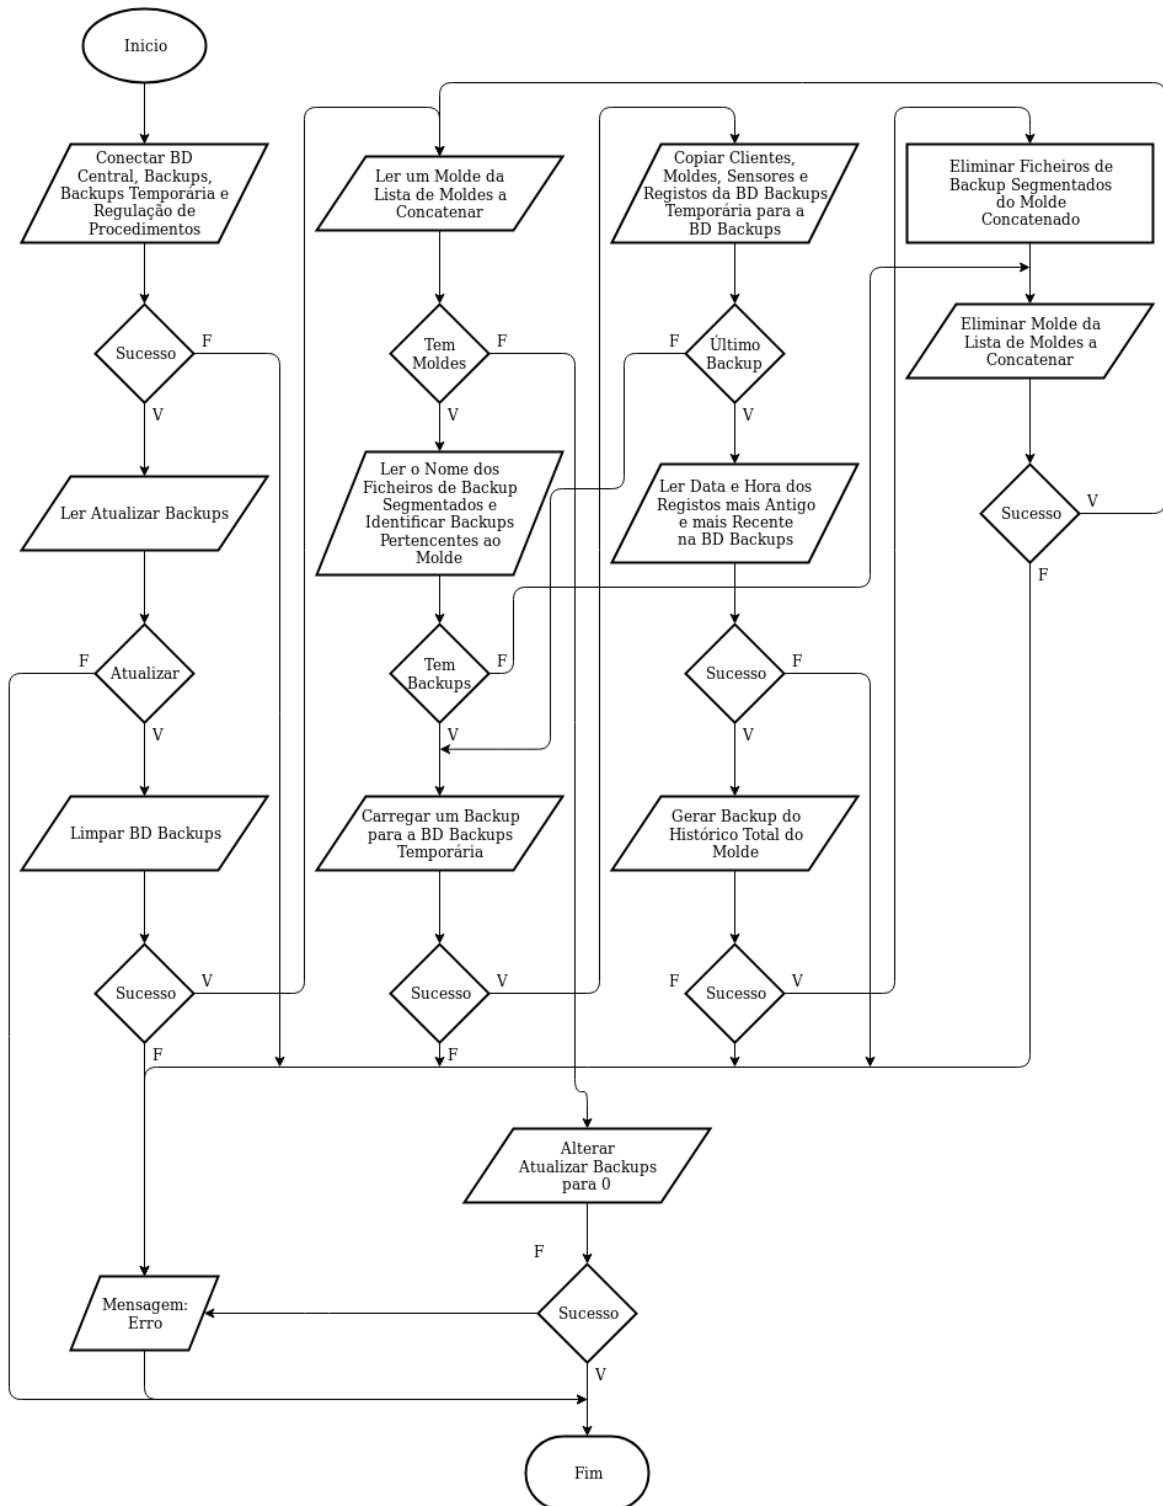 Inicio
Conectar BD
Central, Backups,
Backups Temporária e
Regulação de
Procedimentos
Sucesso
F
V
Ler Atualizar Backups
F
Atualizar
V
Limpar BD Backups
Sucesso
V
F
Ler um Molde da
Lista de Moldes a
Concatenar
Tem
Moldes
F
V
Ler o Nome dos
Ficheiros de Backup
Segmentados e
Identificar Backups
Pertencentes ao
Molde
Tem
Backups
F
V
Carregar um Backup
para a BD Backups
Temporária
Sucesso
V
F
Copiar Clientes,
Moldes, Sensores e
Registos da BD Backups
Temporária para a
BD Backups
F
Último
Backup
V
Ler Data e Hora dos
Registos mais Antigo
e mais Recente
na BD Backups
Sucesso
F
V
Gerar Backup do
Histórico Total do
Molde
F
Sucesso
V
Eliminar Ficheiros de
Backup Segmentados
do Molde
Concatenado
Eliminar Molde da
Lista de Moldes a
Concatenar
Sucesso
V
F
Alterar
Atualizar Backups
para 0
F
Sucesso
V
Mensagem:
Erro
Fim